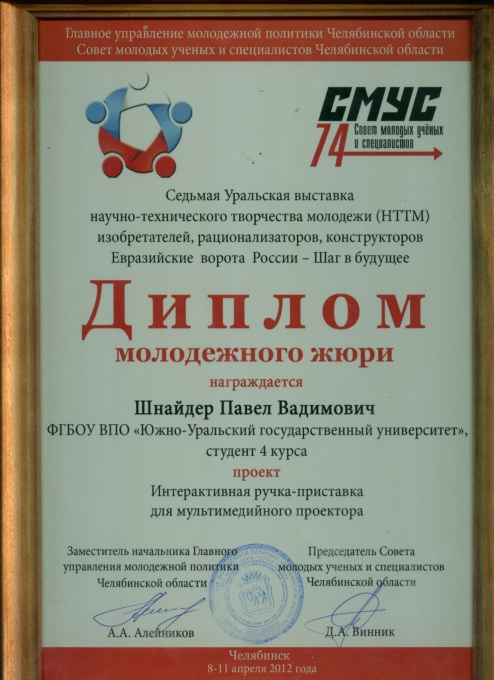 Главное управление молодежной политики Челябинской области
Совет молодых ученых и специалистов Челябинской области
СМУС
74 Совет молодых учёных
и специалистов
Седьмая Уральская выставка
научно-технического творчества молодежи (НТТМ)
изобретателей, рационализаторов, конструкторов
Евразийские ворота России – Шаг в будущее
Диплом
молодежного жюри
награждается
Шнайдер Павел Вадимович
ФГБОУ ВПО «Южно-Уральский государственный университет»,
студент 4 курса
проект
Интерактивная ручка-приставка
для мультимедийного проектора
Заместитель начальника Главного
управления молодежной политики
Челябинской области
А.А. Алейников
Председатель Совета
молодых ученых и специалистов
Челябинской области
Д.А. Винник
Челябинск
8-11 апреля 2012 года